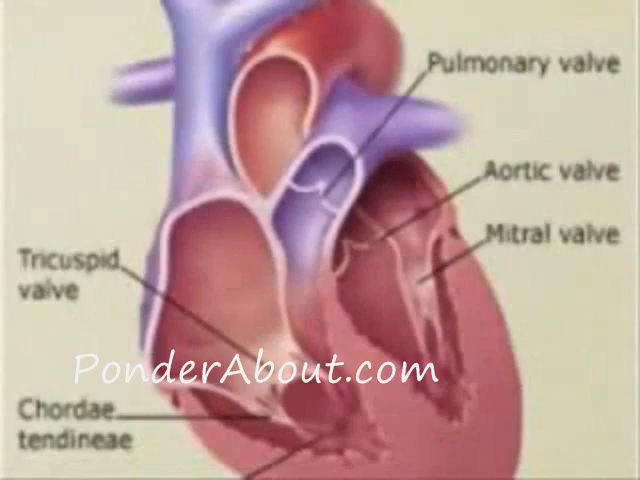 Pulmonary valve
Aortic valve
Mitral valve
Tricuspid
valve
PonderAbout.com
Chordae
tendineae